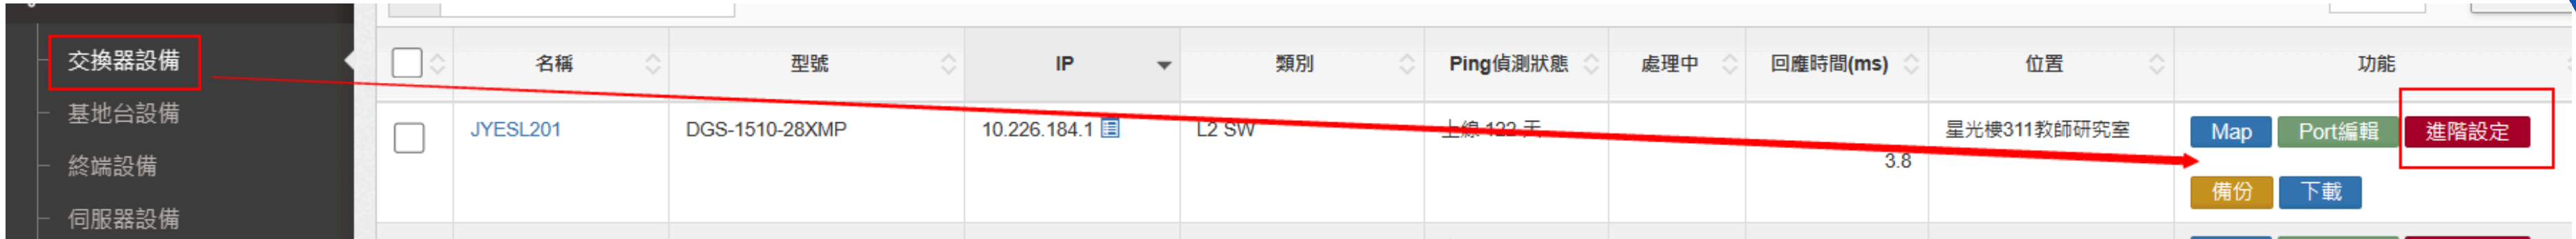 交換器設備
基地台設備
終端設備
伺服器設備
名稱 型號 IP 類別 Ping偵測狀態 處理中 回應時間(ms) 位置 功能
JYESL201 DGS-1510-28XMP 10.226.184.1 L2 SW 上線 122 天 3.8 星光樓311教師研究室 Map Port編輯 進階設定
備份 下載